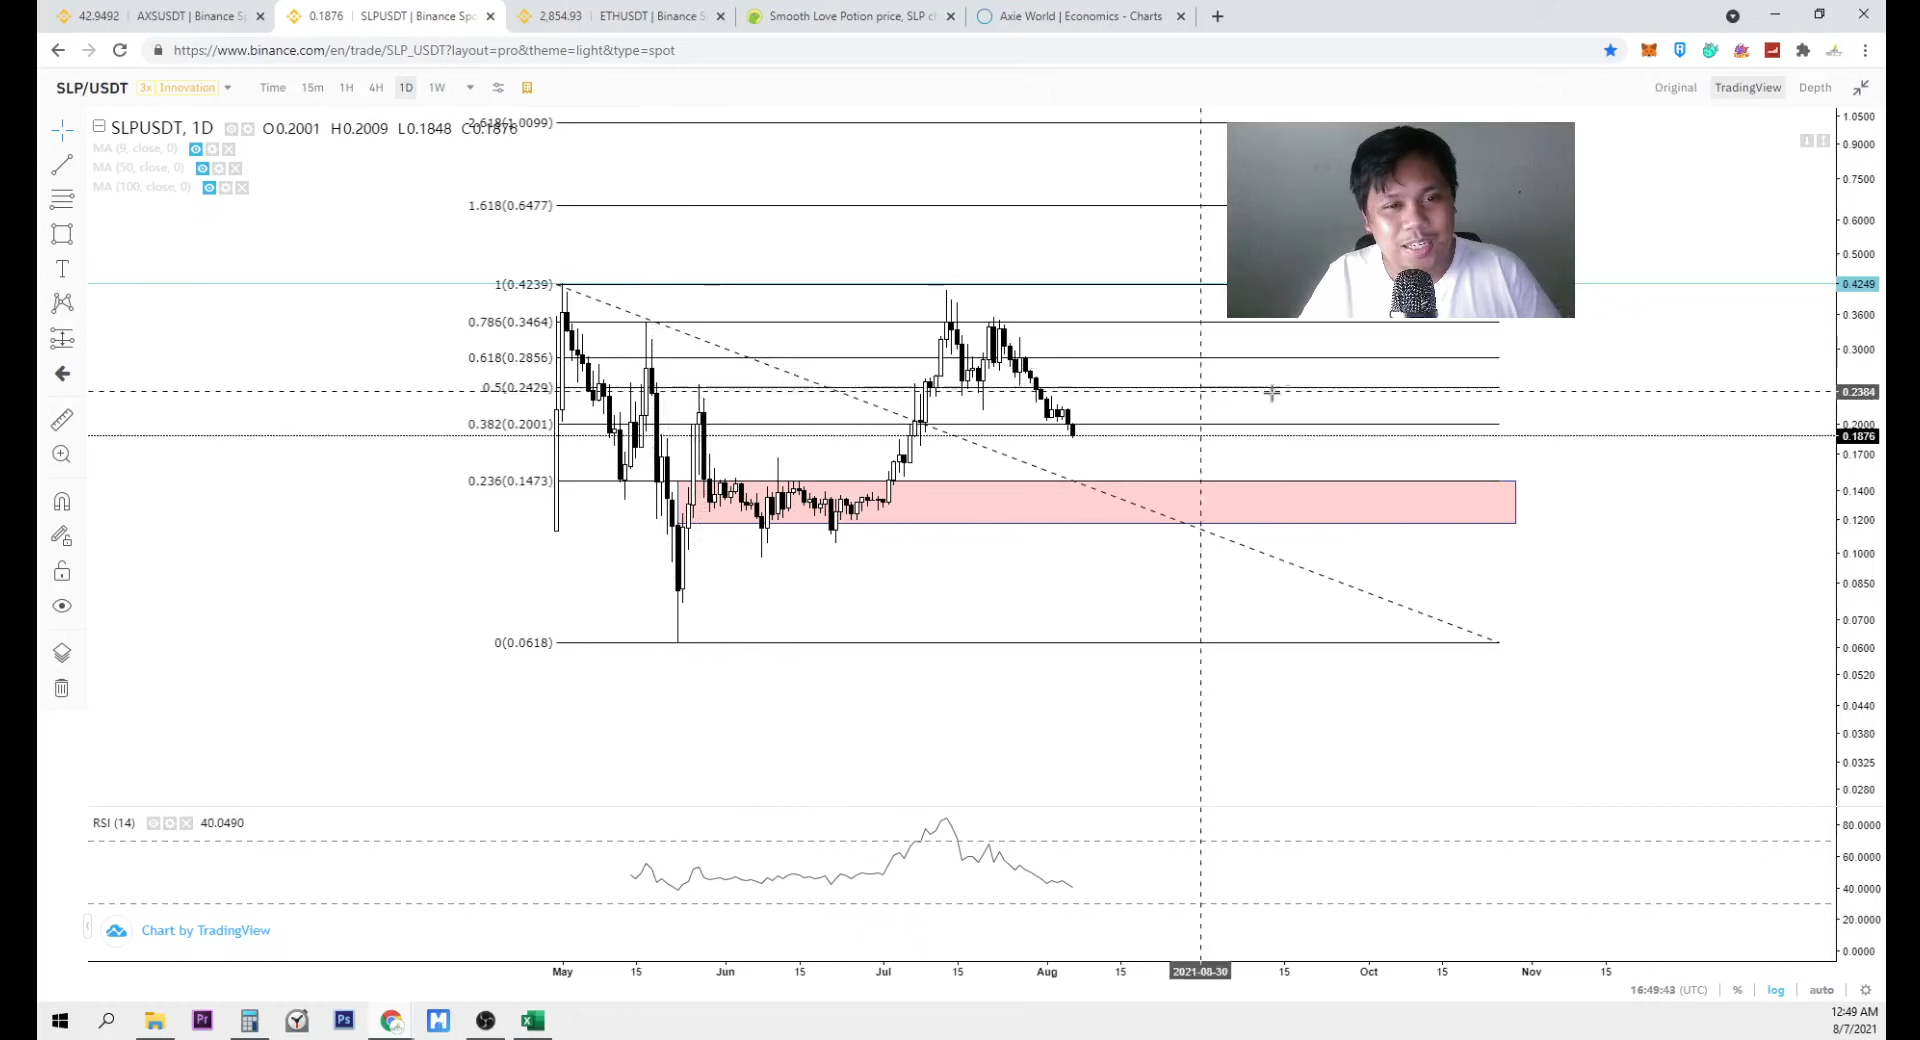 42.9492 AXSUSDT | Binance Sp
0.1876 SLPUSDT | Binance Spo
2,854.93 ETHUSDT | Binance S
Smooth Love Potion price, SLP c
Axie World | Economics - Charts
https://www.binance.com/en/trade/SLP_USDT?layout=pro&theme=light&type=spot
SLP/USDT 3x Innovation Time 15m 1H 4H 1D 1W Original TradingView Depth
SLPUSDT, 1D O0.2001 H0.2009 L0.1848 C0.1876
MA (9, close, 0)
MA (50, close, 0)
MA (100, close, 0)
2.618(1.0099)
1.618(0.6477)
1(0.4239)
0.786(0.3464)
0.618(0.2856)
0.5(0.2429)
0.382(0.2001)
0.236(0.1473)
0(0.0618)
1.0500
0.9000
0.7500
0.6000
0.5000
0.4249
0.3600
0.3000
0.2384
0.2000
0.1876
0.1700
0.1400
0.1200
0.1000
0.0850
0.0700
0.0600
0.0520
0.0440
0.0380
0.0325
0.0280
RSI (14) 40.0490
80.0000
60.0000
40.0000
20.0000
0.0000
Chart by TradingView
May 15 Jun 15 Jul 15 Aug 15 2021-08-30 15 Oct 15 Nov 15
16:49:43 (UTC) % log auto
12:49 AM
8/7/2021